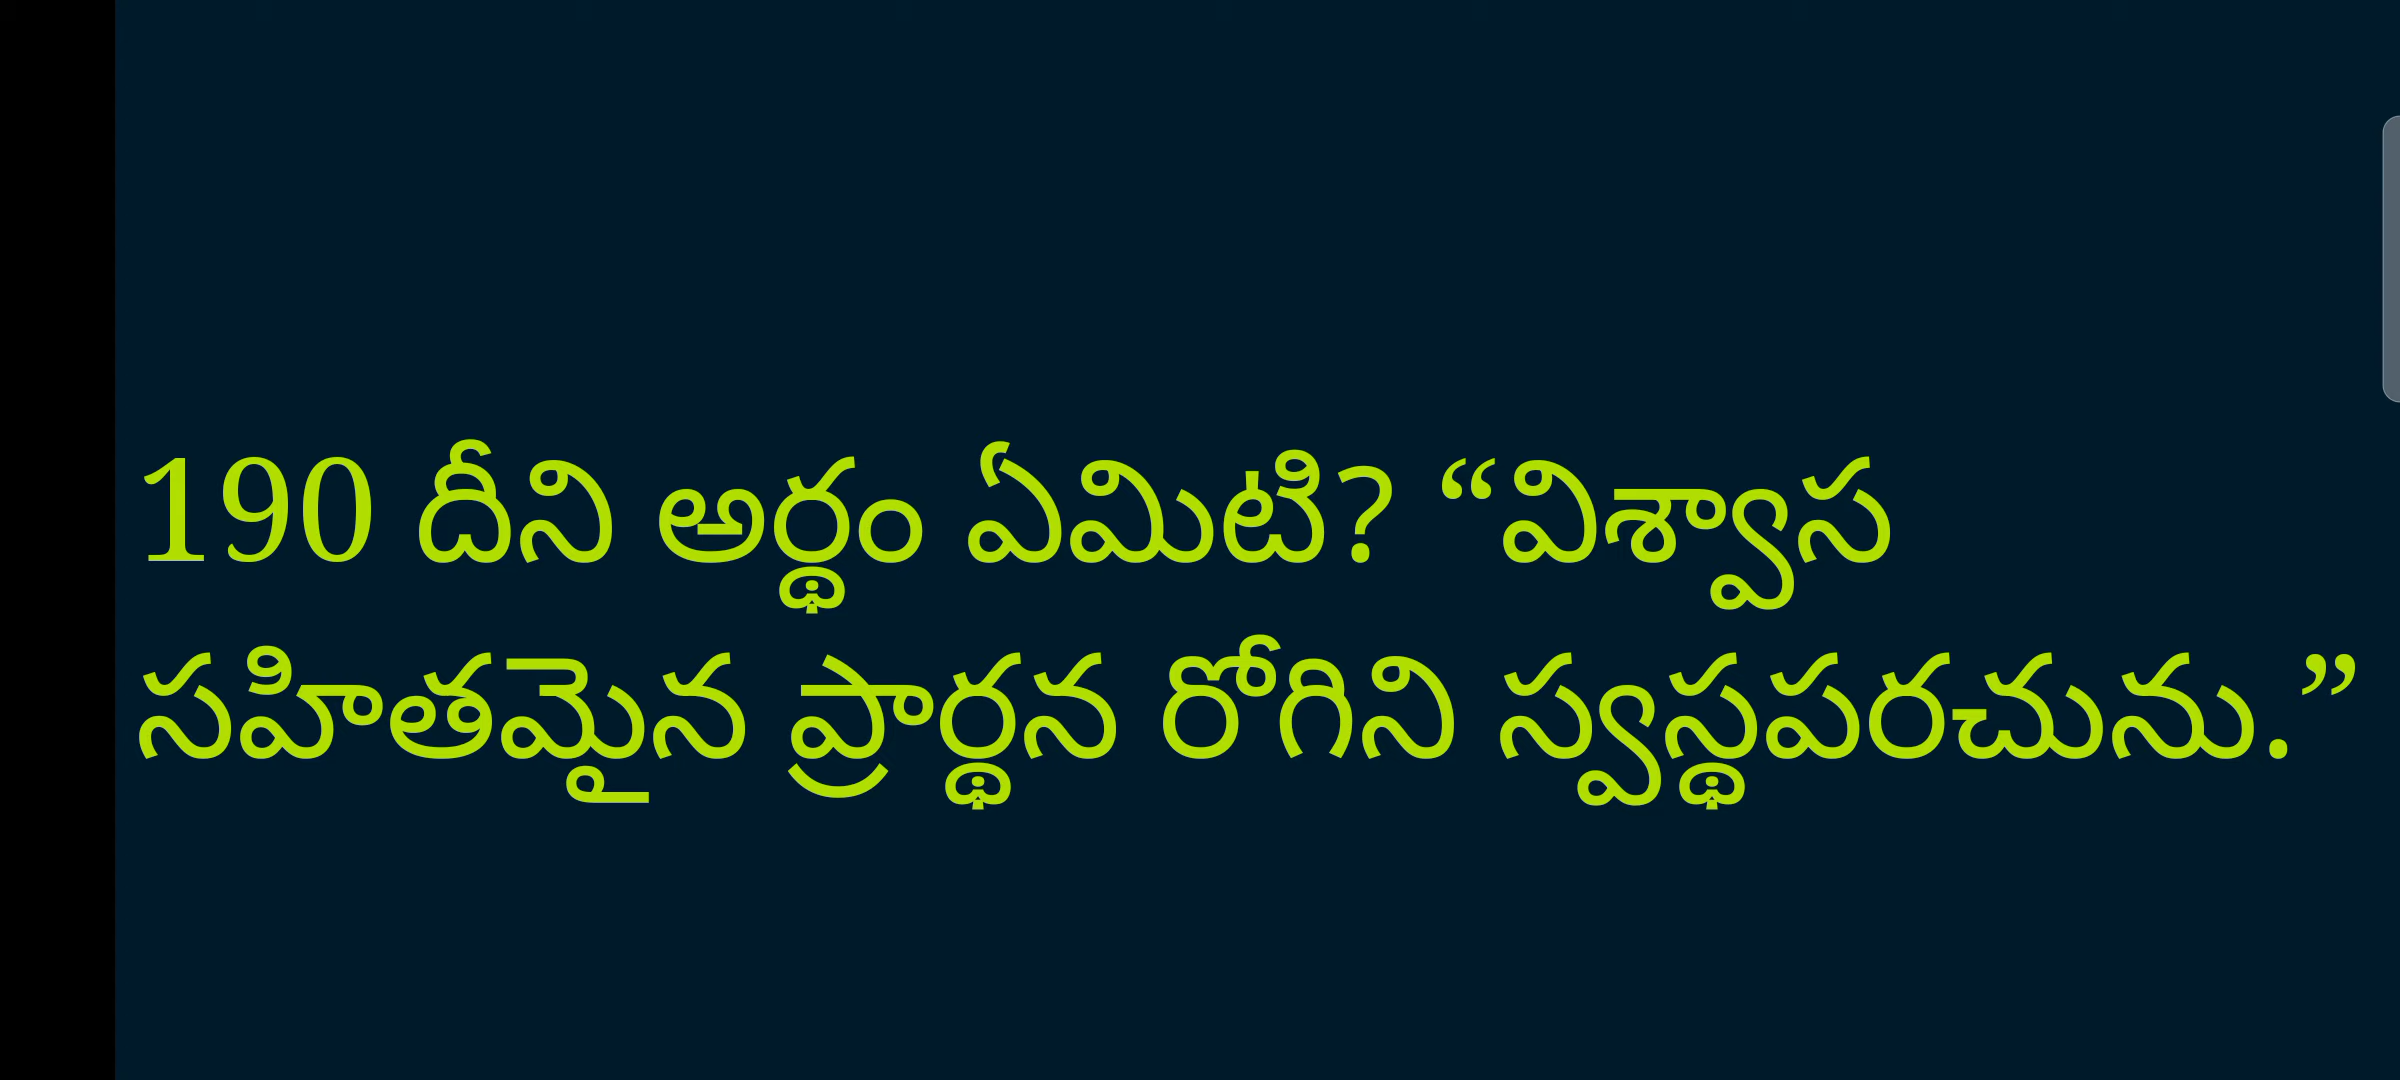 190 దీని అర్థం ఏమిటి? “విశ్వాస
సహితమైన ప్రార్థన రోగిని స్వస్థపరచును.”